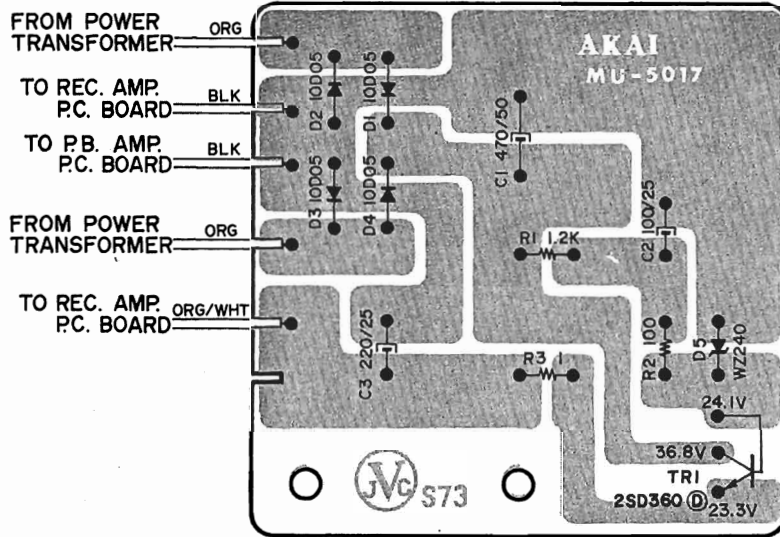 FROM POWER
TRANSFORMER
ORG
TO REC. AMP.
P.C. BOARD
BLK
TO P.B. AMP.
P.C. BOARD
BLK
FROM POWER
TRANSFORMER
ORG
TO REC. AMP.
P.C. BOARD
ORG/WHT
AKAI
MU-5017
D2 10D05
D1 10D05
D3 10D05
D4 10D05
C1 470/50
C2 100/25
R1 1.2K
C3 220/25
R3 1
R2 100
D5
WZ240
24.1V
36.8V
TR1
2SD360 Ⓓ
23.3V
JVC
S73